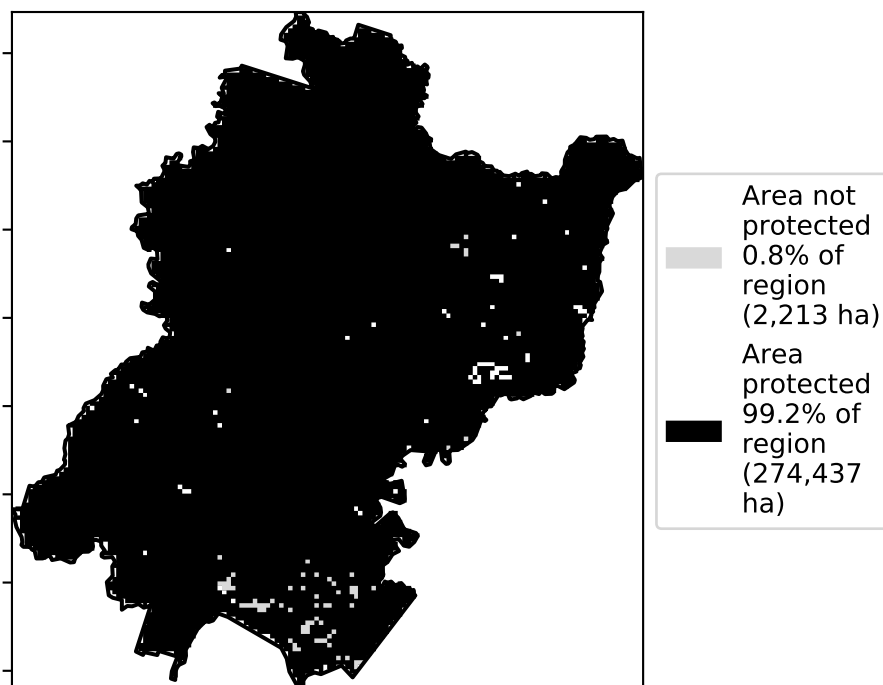 Area not
protected
0.8% of
region
(2,213 ha)
Area
protected
99.2% of
region
(274,437
ha)